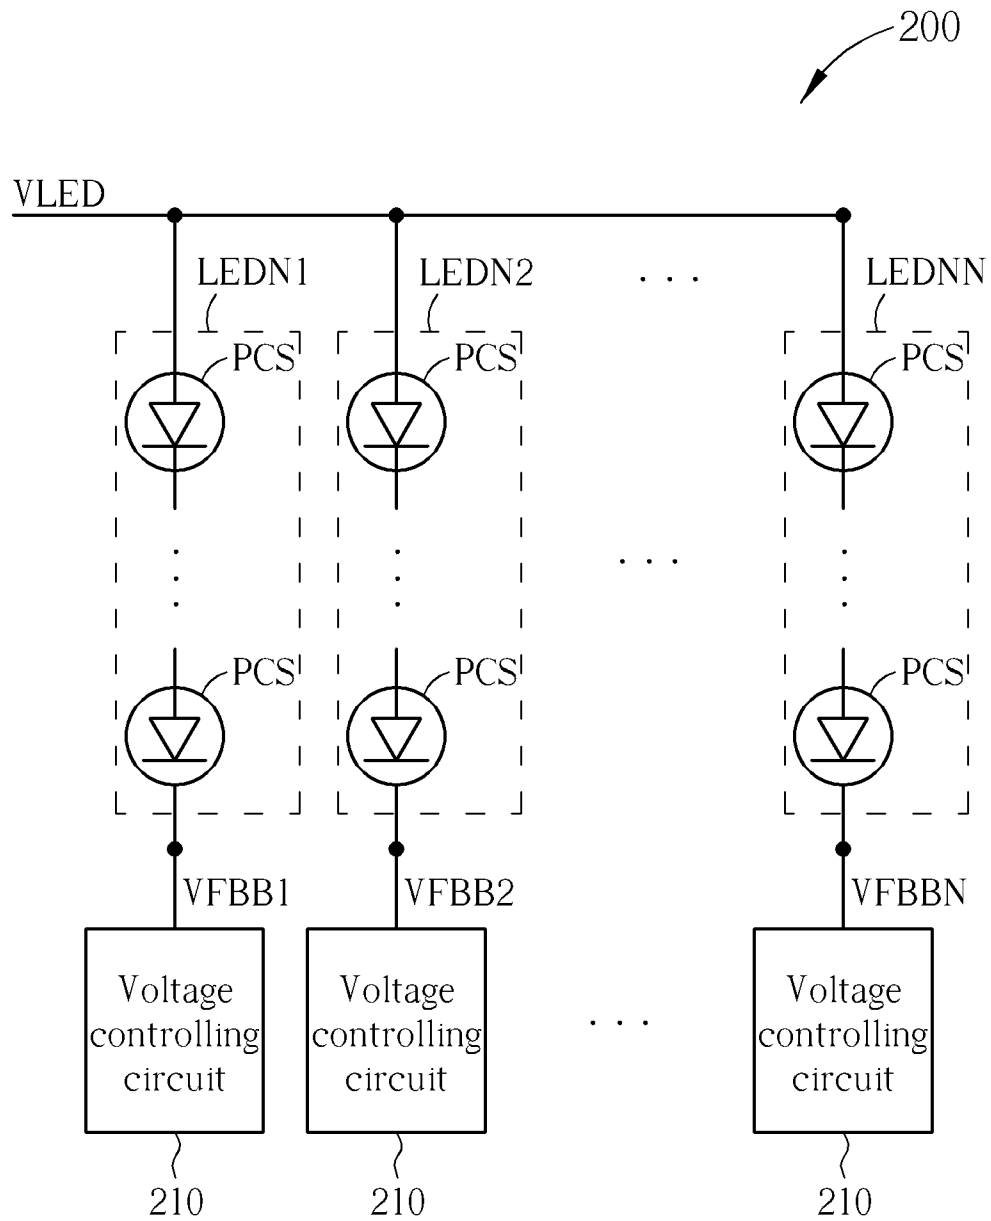 200
VLED
LEDN1 LEDN2 . . . LEDNN
PCS PCS PCS
. . .
PCS PCS PCS
VFBB1 VFBB2 VFBBN
Voltage Voltage Voltage
controlling controlling . . . controlling
circuit circuit circuit
210 210 210